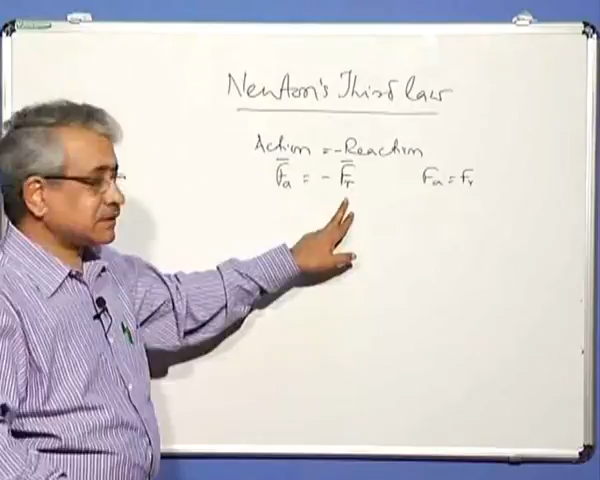 Newton's Third law
Action = - Reaction
F̅a = - F̅r Fa = Fr